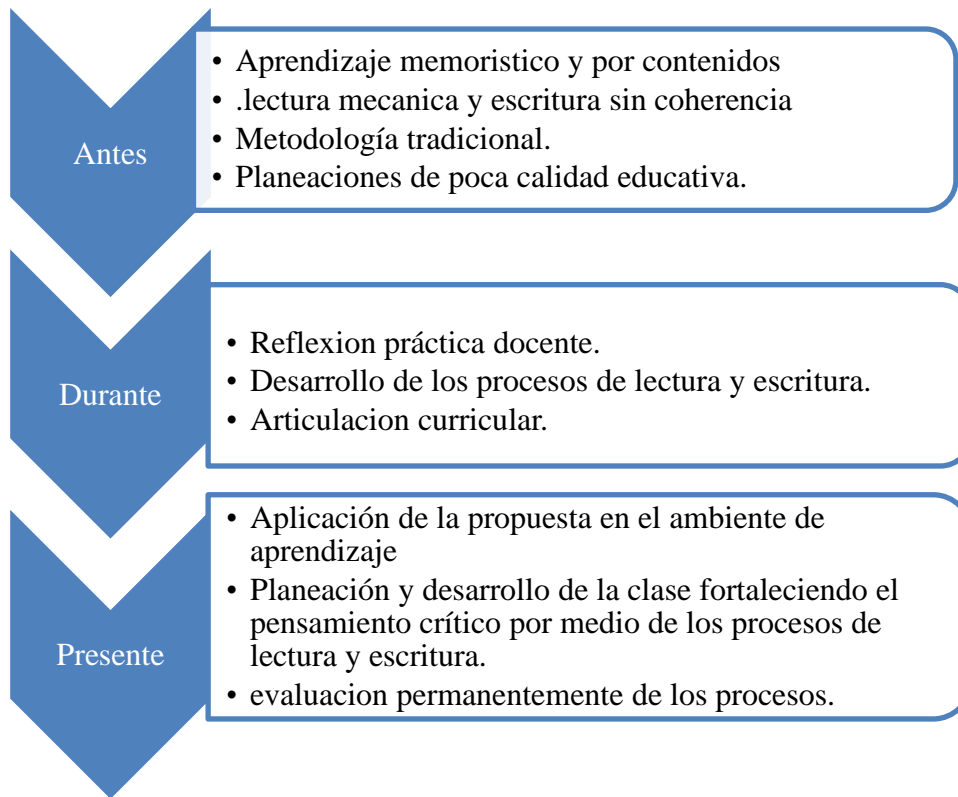 Antes
• Aprendizaje memoristico y por contenidos
• .lectura mecanica y escritura sin coherencia
• Metodología tradicional.
• Planeaciones de poca calidad educativa.
Durante
• Reflexion práctica docente.
• Desarrollo de los procesos de lectura y escritura.
• Articulacion curricular.
Presente
• Aplicación de la propuesta en el ambiente de
aprendizaje
• Planeación y desarrollo de la clase fortaleciendo el
pensamiento crítico por medio de los procesos de
lectura y escritura.
• evaluacion permanentemente de los procesos.